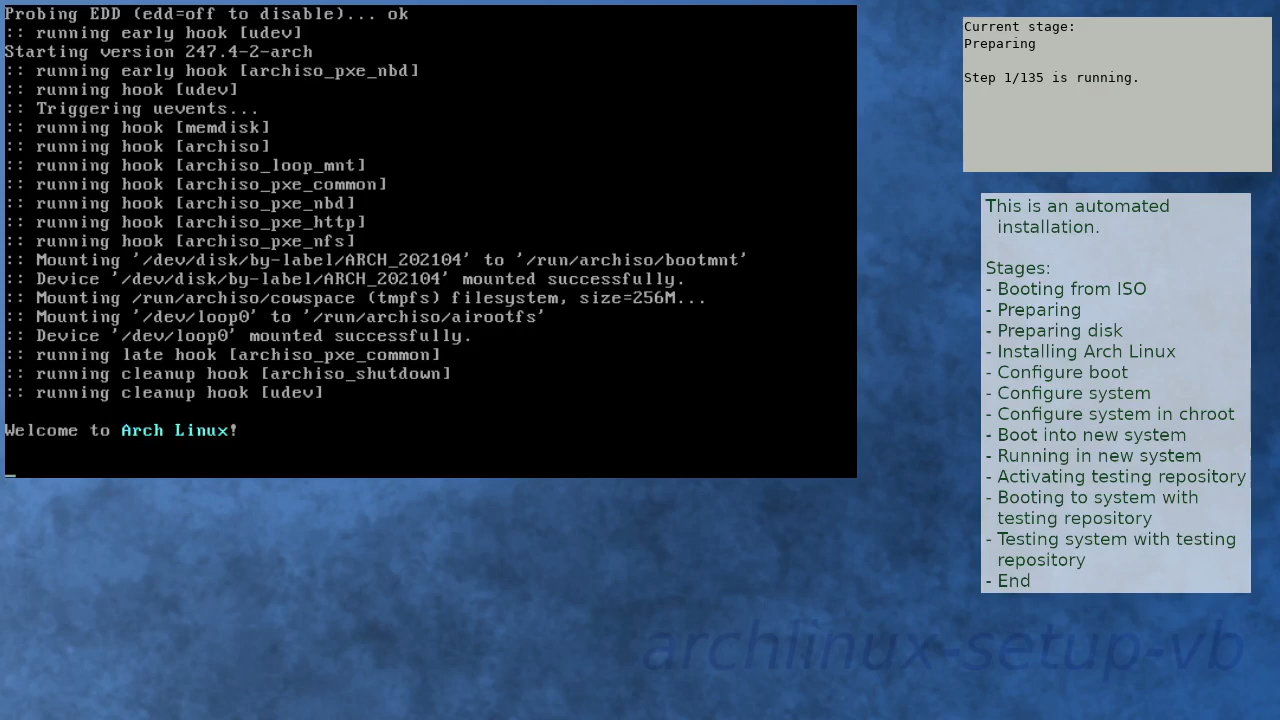 Probing EDD (edd=off to disable)... ok
:: running early hook [udev]
Starting version 247.4-2-arch
:: running early hook [archiso_pxe_nbd]
:: running hook [udev]
:: Triggering uevents...
:: running hook [memdisk]
:: running hook [archiso]
:: running hook [archiso_loop_mnt]
:: running hook [archiso_pxe_common]
:: running hook [archiso_pxe_nbd]
:: running hook [archiso_pxe_http]
:: running hook [archiso_pxe_nfs]
:: Mounting '/dev/disk/by-label/ARCH_202104' to '/run/archiso/bootmnt'
:: Device '/dev/disk/by-label/ARCH_202104' mounted successfully.
:: Mounting /run/archiso/cowspace (tmpfs) filesystem, size=256M...
:: Mounting '/dev/loop0' to '/run/archiso/airootfs'
:: Device '/dev/loop0' mounted successfully.
:: running late hook [archiso_pxe_common]
:: running cleanup hook [archiso_shutdown]
:: running cleanup hook [udev]
Welcome to Arch Linux!
Current stage:
Preparing
Step 1/135 is running.
This is an automated
installation.
Stages:
- Booting from ISO
- Preparing
- Preparing disk
- Installing Arch Linux
- Configure boot
- Configure system
- Configure system in chroot
- Boot into new system
- Running in new system
- Activating testing repository
- Booting to system with
testing repository
- Testing system with testing
repository
- End
archlinux-setup-vb